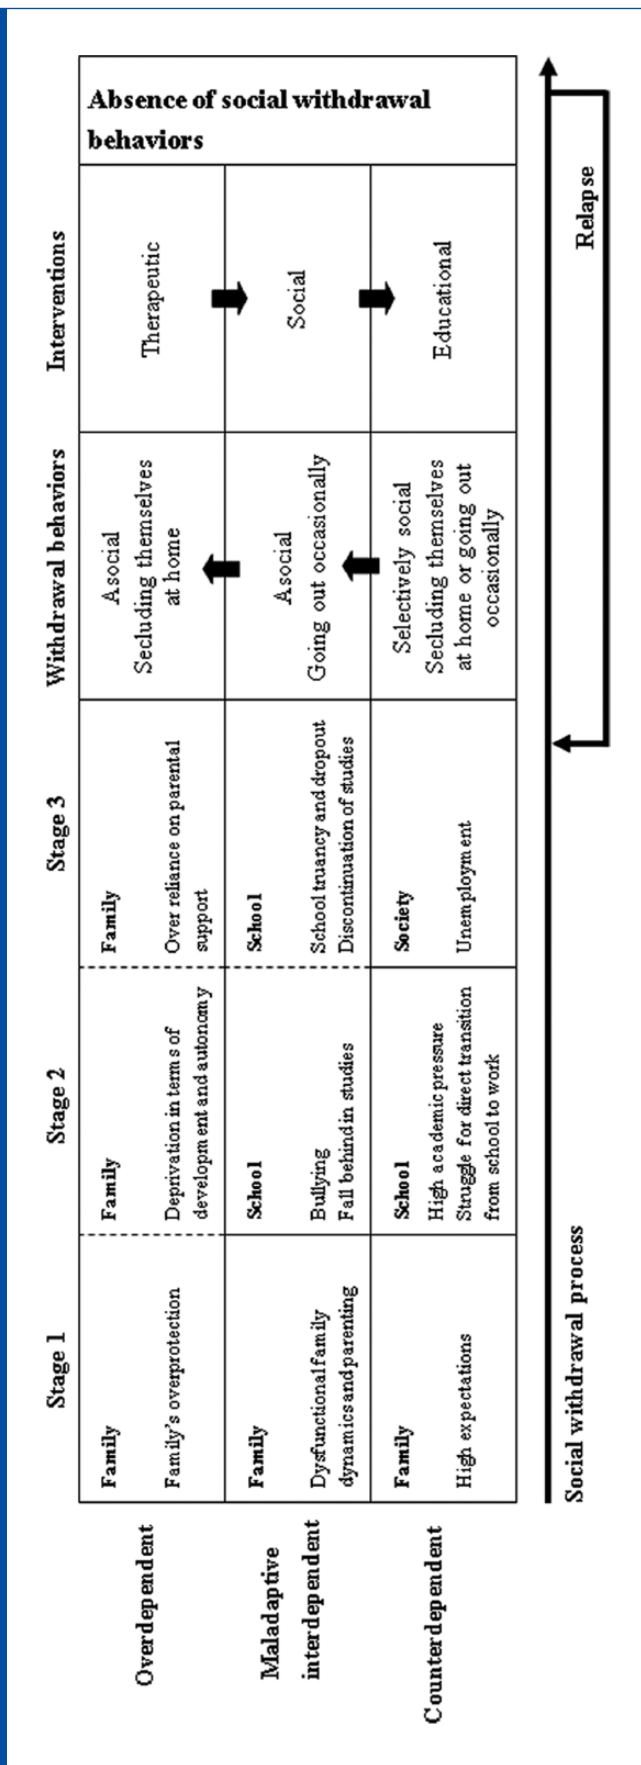 Stage 1
Stage 2
Stage 3
Withdrawal behaviors
Interventions
Overdependent
Family
Family's overprotection
Family
Deprivation in terms of
development and autonomy
Family
Over reliance on parental
support
Asocial
Secluding themselves
at home
Therapeutic
Absence of social withdrawal
behaviors
Maladaptive
interdependent
Family
Dysfunctional family
dynamics and parenting
School
Bullying
Fall behind in studies
School
School truancy and dropout
Discontinuation of studies
Asocial
Going out occasionally
Social
Counterdependent
Family
High expectations
School
High academic pressure
Struggle for direct transition
from school to work
Society
Unemployment
Selectively social
Secluding themselves
at home or going out
occasionally
Educational
Social withdrawal process
Relapse